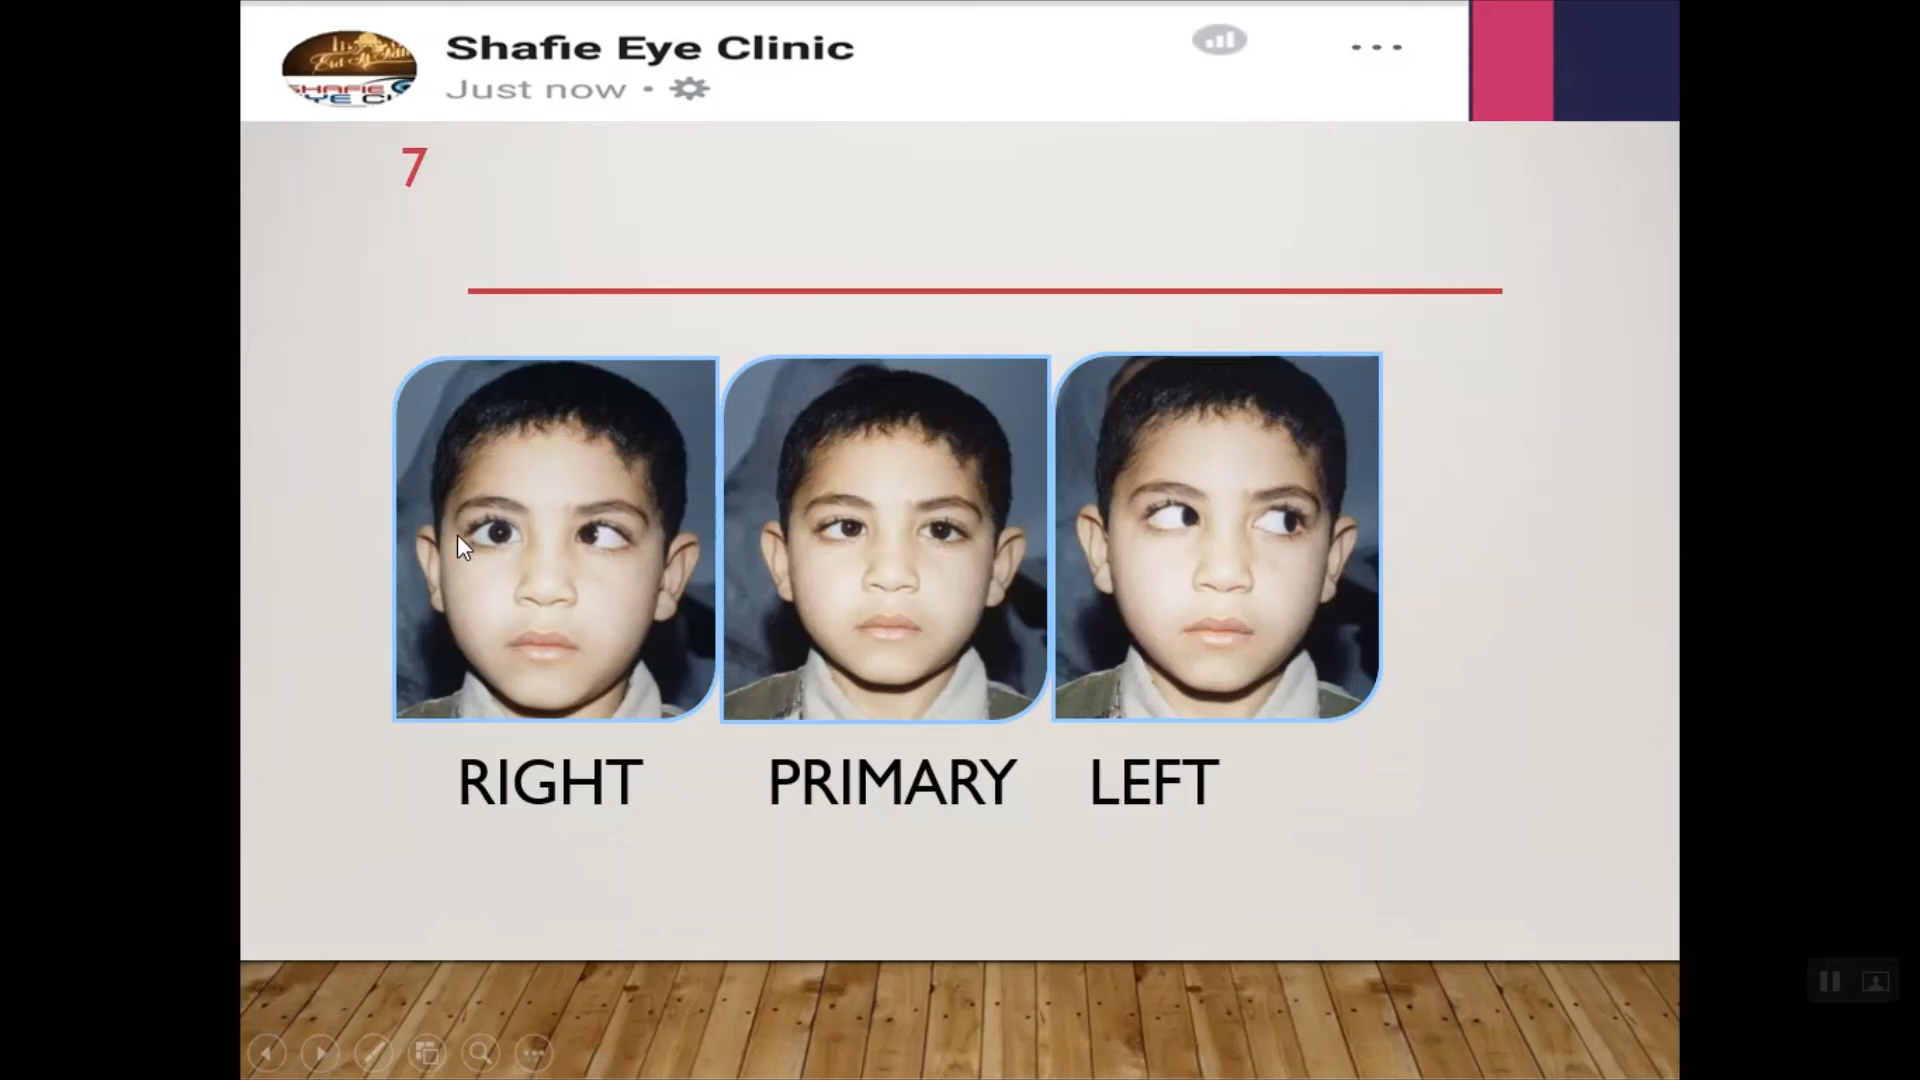 Shafie Eye Clinic
Just now •
7
RIGHT
PRIMARY
LEFT